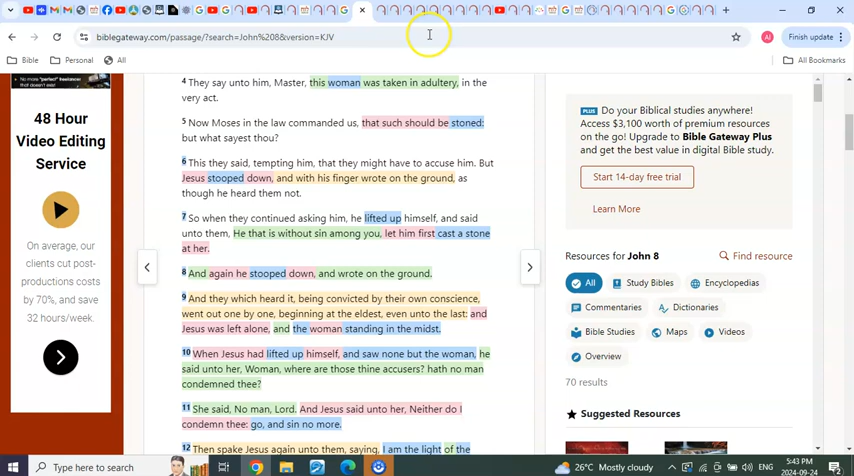 Finish update
biblegateway.com/passage/?search=John%208&version=KJV
AI
Bible
Personal
All
All Bookmarks
48 Hour
Video Editing
Service
On average, our
clients cut post-
productions costs
by 70%, and save
32 hours/week.
4 They say unto him, Master, this woman was taken in adultery, in the
very act.
5 Now Moses in the law commanded us, that such should be stoned:
but what sayest thou?
6 This they said, tempting him, that they might have to accuse him. But
Jesus stooped down, and with his finger wrote on the ground, as
though he heard them not.
7 So when they continued asking him, he lifted up himself, and said
unto them, He that is without sin among you, let him first cast a stone
at her.
8 And again he stooped down, and wrote on the ground.
9 And they which heard it, being convicted by their own conscience,
went out one by one, beginning at the eldest, even unto the last: and
Jesus was left alone, and the woman standing in the midst.
10 When Jesus had lifted up himself, and saw none but the woman, he
said unto her, Woman, where are those thine accusers? hath no man
condemned thee?
11 She said, No man, Lord. And Jesus said unto her, Neither do I
condemn thee: go, and sin no more.
12 Then spake Jesus again unto them, saying, I am the light of the
PLUS Do your Biblical studies anywhere!
Access $3,100 worth of premium resources
on the go! Upgrade to Bible Gateway Plus
and get the best value in digital Bible study.
Start 14-day free trial
Learn More
Resources for John 8
Find resource
All
Study Bibles
Encyclopedias
Commentaries
Dictionaries
Bible Studies
Maps
Videos
Overview
70 results
Suggested Resources
Type here to search
26°C Mostly cloudy
ENG
5:43 PM
2024-09-24